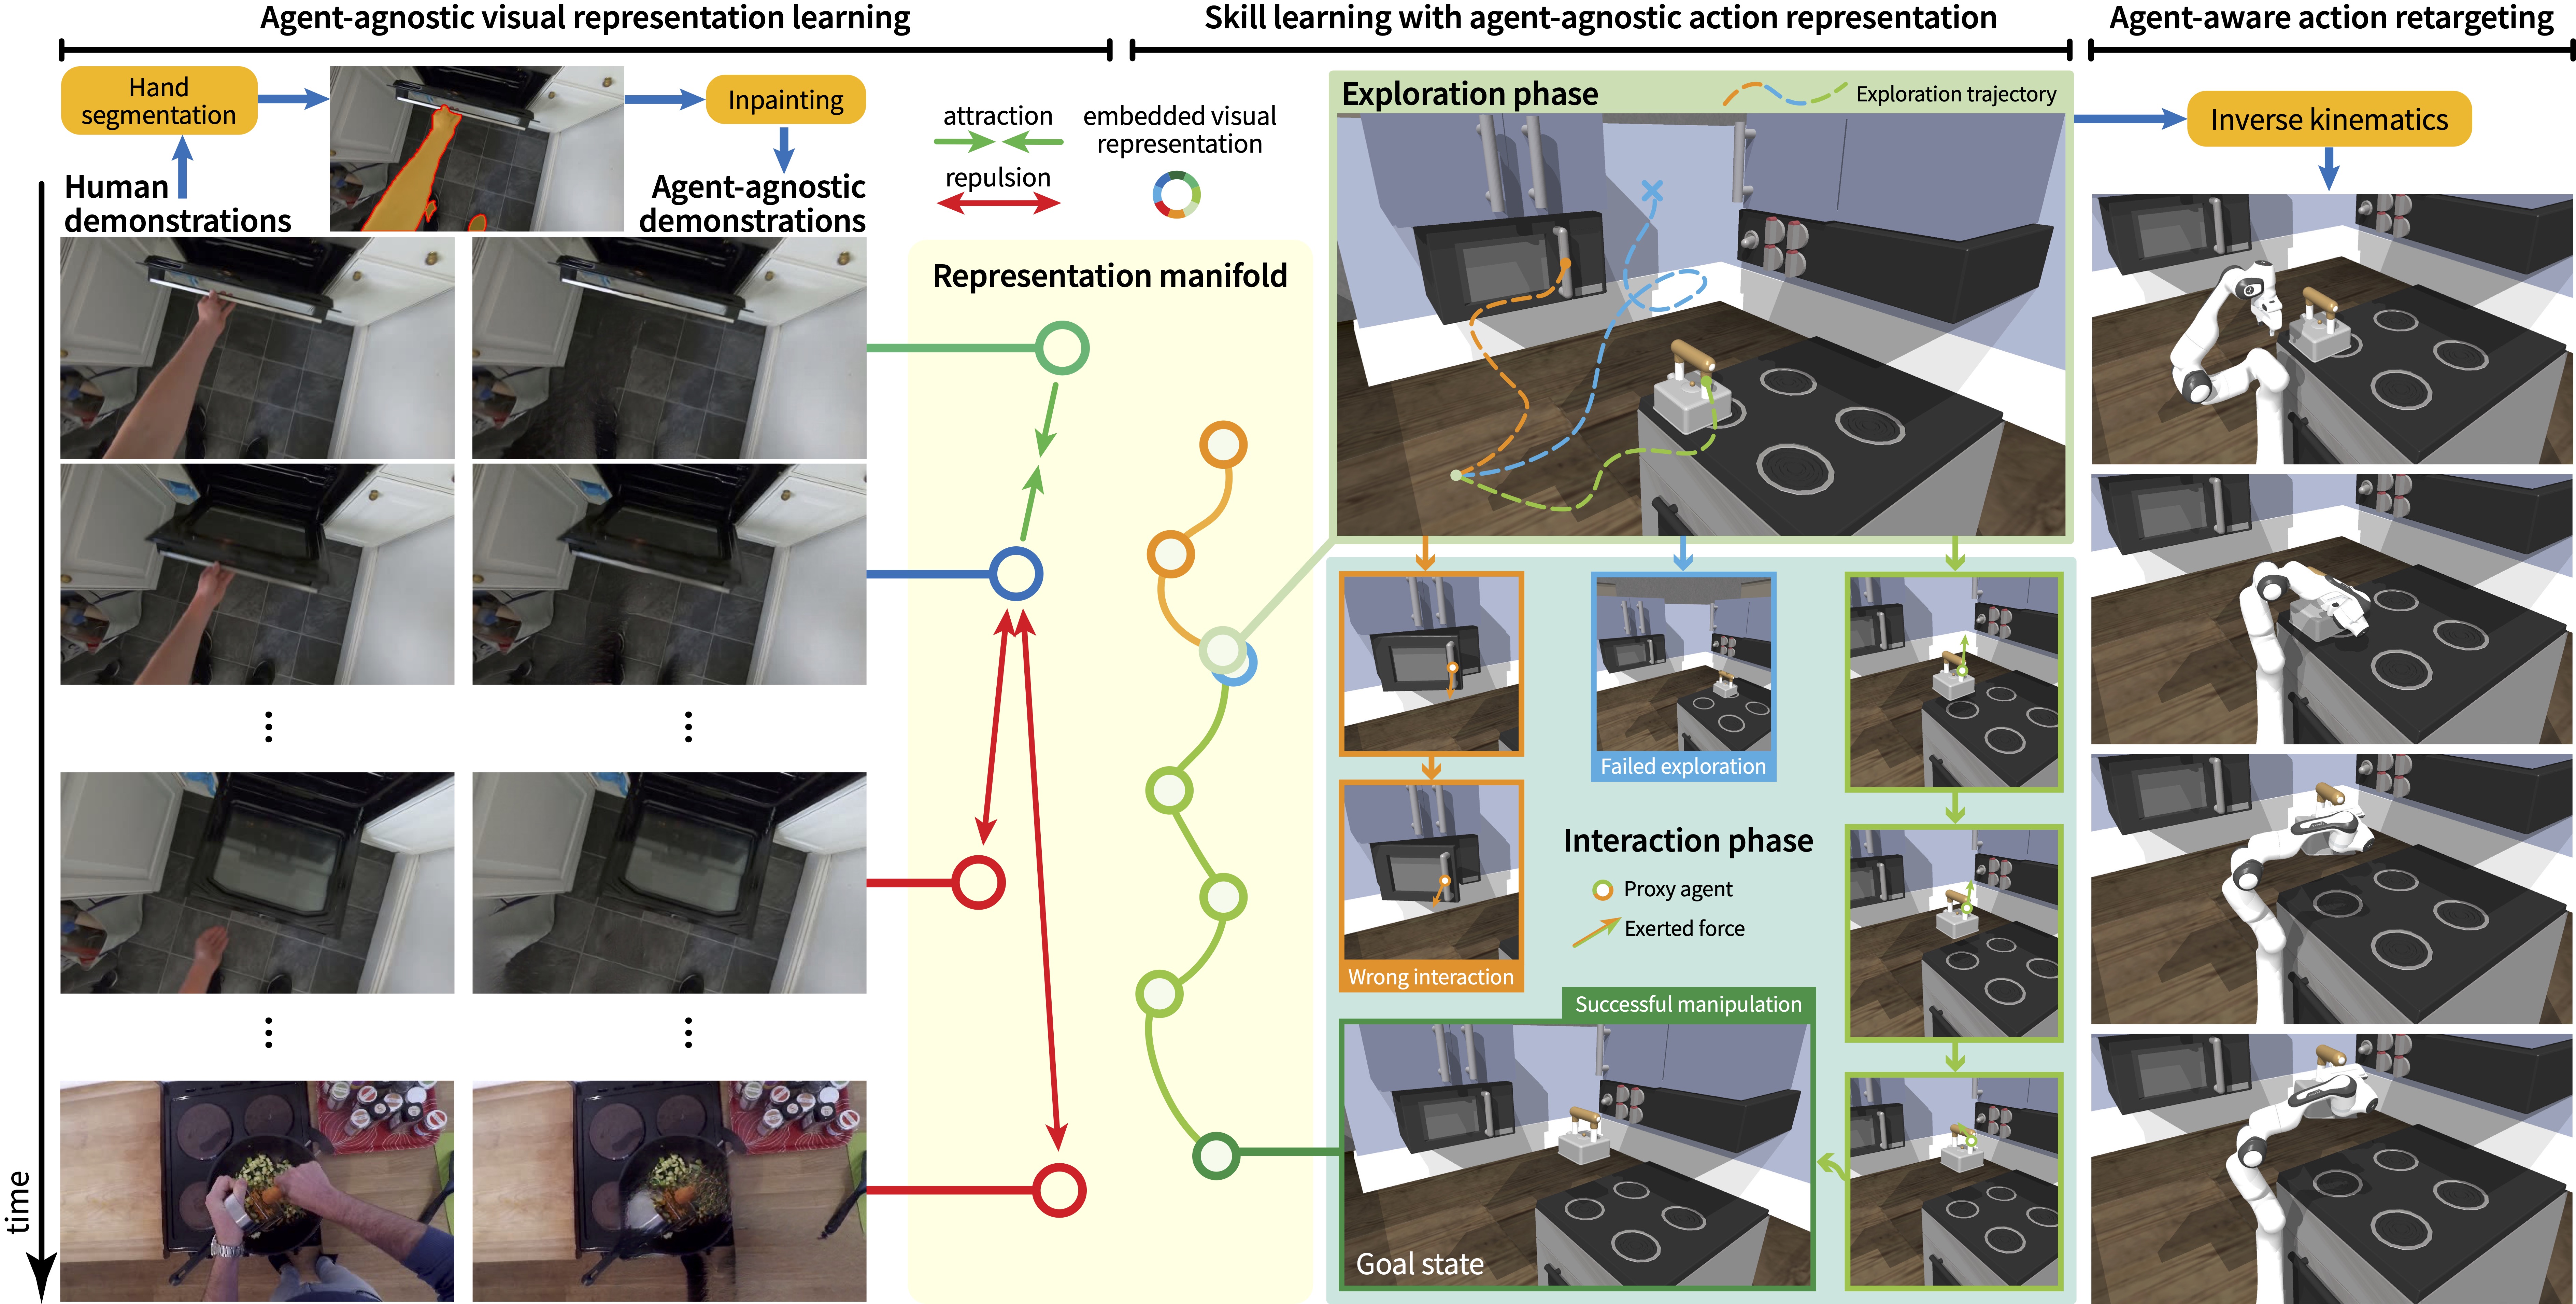 Agent-agnostic visual representation learning
Skill learning with agent-agnostic action representation
Agent-aware action retargeting
Hand
segmentation
Inpainting
Human
demonstrations
Agent-agnostic
demonstrations
attraction
repulsion
embedded visual
representation
Representation manifold
time
Exploration phase
Exploration trajectory
Failed exploration
Wrong interaction
Interaction phase
Proxy agent
Exerted force
Successful manipulation
Goal state
Inverse kinematics